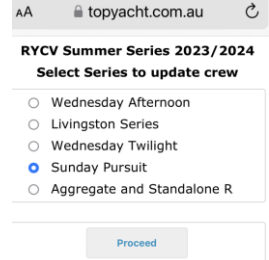 AA topyacht.com.au
RYCV Summer Series 2023/2024
Select Series to update crew
Wednesday Afternoon
Livingston Series
Wednesday Twilight
Sunday Pursuit
Aggregate and Standalone R
Proceed